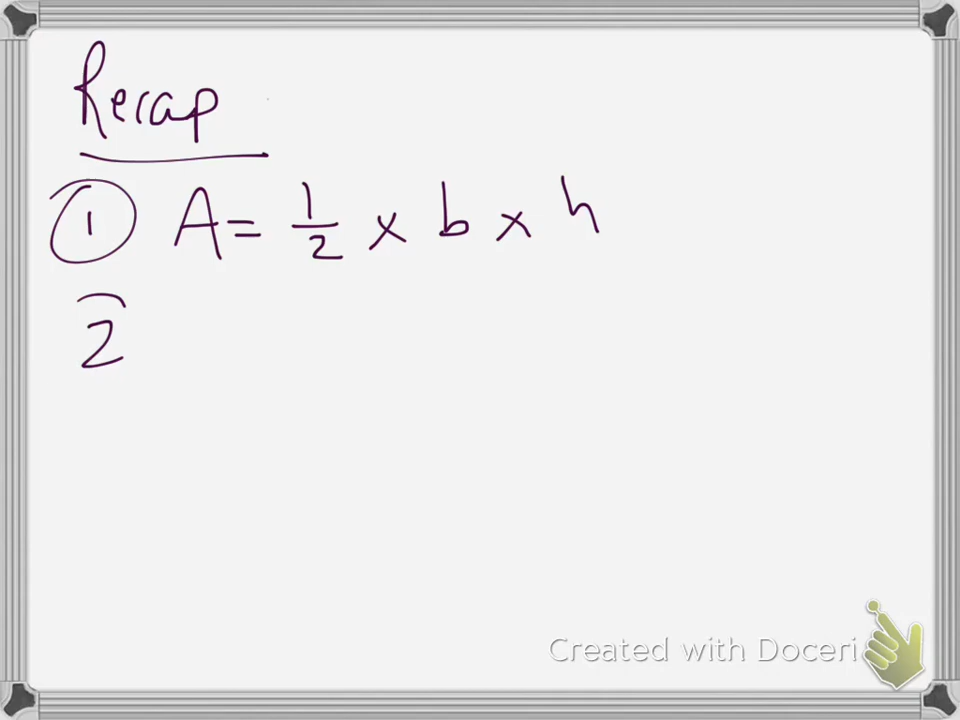 Recap
① A = 1/2 × b × h
2
Created with Doceri